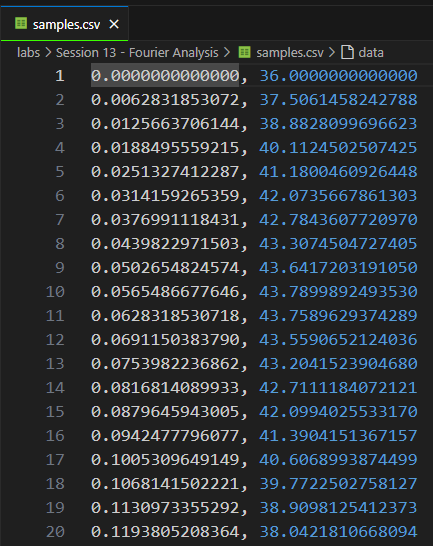 samples.csv ×
labs > Session 13 - Fourier Analysis > samples.csv > data
1 0.0000000000000, 36.0000000000000
2 0.0062831853072, 37.5061458242788
3 0.0125663706144, 38.8828099696623
4 0.0188495559215, 40.1124502507425
5 0.0251327412287, 41.1800460926448
6 0.0314159265359, 42.0735667861303
7 0.0376991118431, 42.7843607720970
8 0.0439822971503, 43.3074504727405
9 0.0502654824574, 43.6417203191050
10 0.0565486677646, 43.7899892493530
11 0.0628318530718, 43.7589629374289
12 0.0691150383790, 43.5590652124036
13 0.0753982236862, 43.2041523904680
14 0.0816814089933, 42.7111184072121
15 0.0879645943005, 42.0994025533170
16 0.0942477796077, 41.3904151367157
17 0.1005309649149, 40.6068993874499
18 0.1068141502221, 39.7722502758127
19 0.1130973355292, 38.9098125412373
20 0.1193805208364, 38.0421810668094